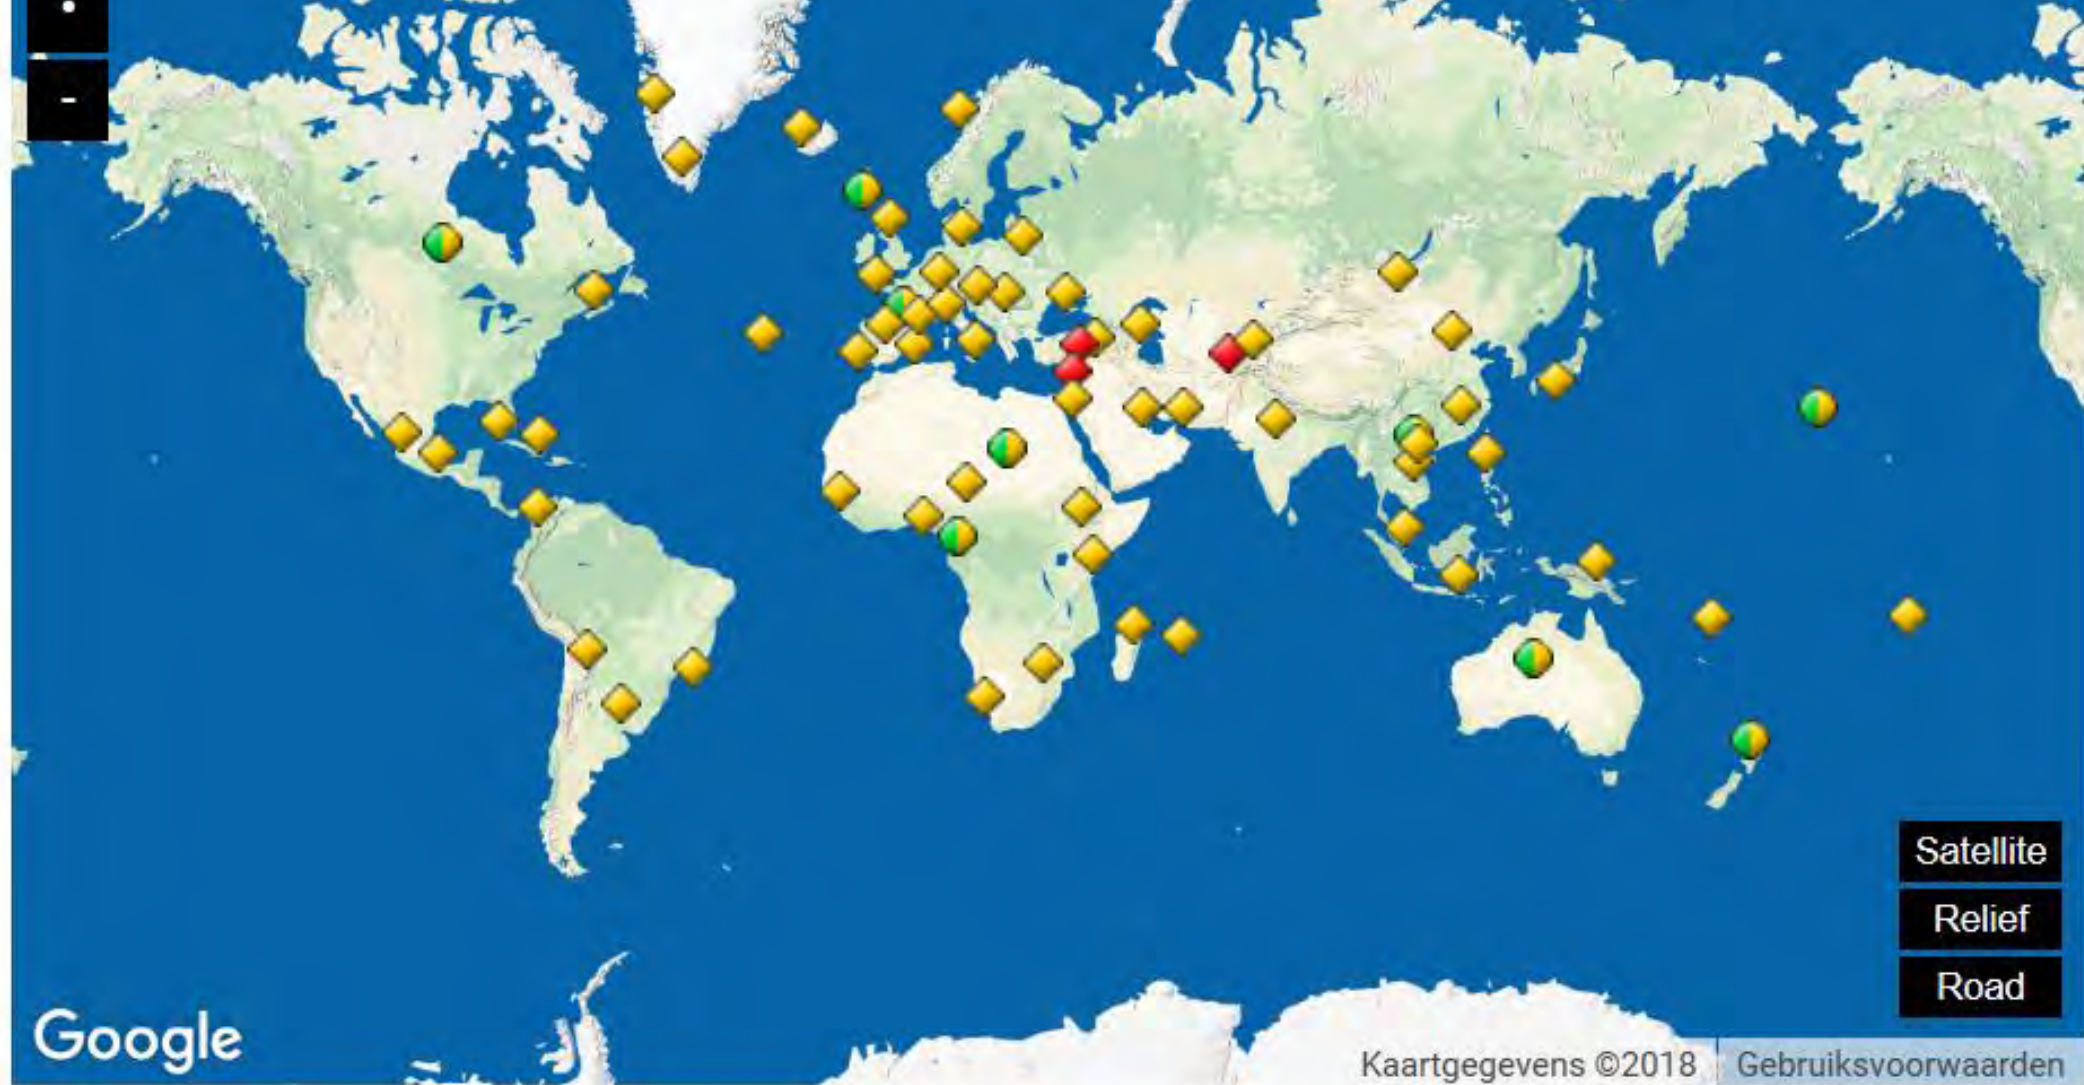 -
Satellite
Relief
Road
Google
Kaartgegevens ©2018
Gebruiksvoorwaarden